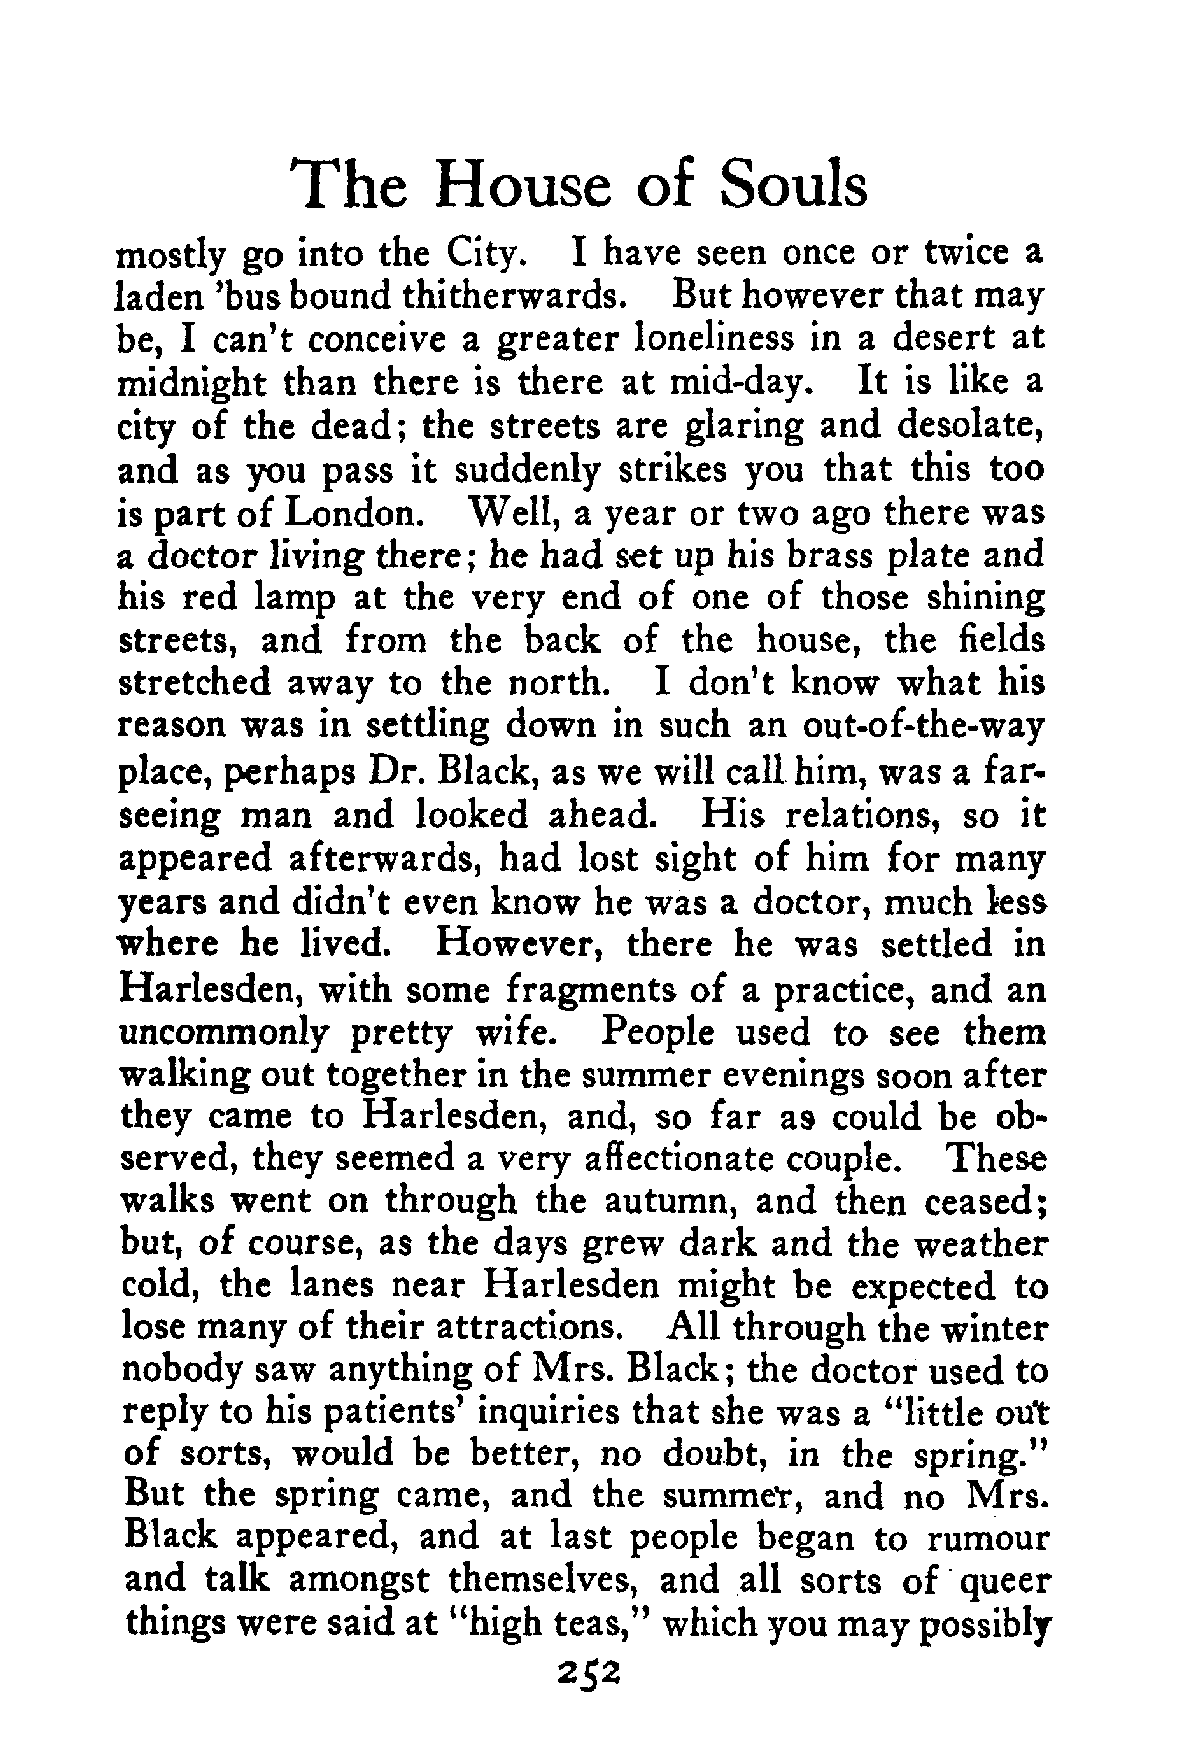 The House of Souls
mostly go into the City. I have seen once or twice a
laden 'bus bound thitherwards. But however that may
be, I can't conceive a greater loneliness in a desert at
midnight than there is there at mid-day. It is like a
city of the dead; the streets are glaring and desolate,
and as you pass it suddenly strikes you that this too
is part of London. Well, a year or two ago there was
a doctor living there; he had set up his brass plate and
his red lamp at the very end of one of those shining
streets, and from the back of the house, the fields
stretched away to the north. I don't know what his
reason was in settling down in such an out-of-the-way
place, perhaps Dr. Black, as we will call him, was a far-
seeing man and looked ahead. His relations, so it
appeared afterwards, had lost sight of him for many
years and didn't even know he was a doctor, much less
where he lived. However, there he was settled in
Harlesden, with some fragments of a practice, and an
uncommonly pretty wife. People used to see them
walking out together in the summer evenings soon after
they came to Harlesden, and, so far as could be ob-
served, they seemed a very affectionate couple. These
walks went on through the autumn, and then ceased;
but, of course, as the days grew dark and the weather
cold, the lanes near Harlesden might be expected to
lose many of their attractions. All through the winter
nobody saw anything of Mrs. Black; the doctor used to
reply to his patients' inquiries that she was a "little out
of sorts, would be better, no doubt, in the spring."
But the spring came, and the summer, and no Mrs.
Black appeared, and at last people began to rumour
and talk amongst themselves, and all sorts of queer
things were said at "high teas," which you may possibly
252